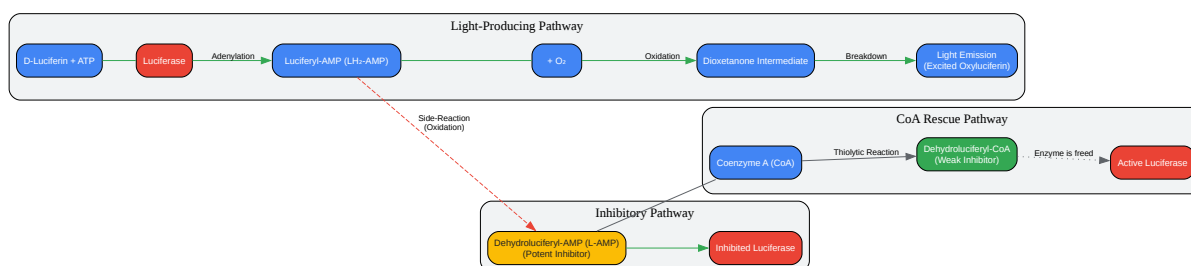 Light-Producing Pathway
D-Luciferin + ATP
Luciferase
Adenylation
Luciferyl-AMP (LH₂-AMP)
+ O₂
Oxidation
Dioxetanone Intermediate
Breakdown
Light Emission
(Excited Oxyluciferin)
Side-Reaction
(Oxidation)
CoA Rescue Pathway
Coenzyme A (CoA)
Thiolytic Reaction
Dehydroluciferyl-CoA
(Weak Inhibitor)
Enzyme is freed
Active Luciferase
Inhibitory Pathway
Dehydroluciferyl-AMP (L-AMP)
(Potent Inhibitor)
Inhibited Luciferase